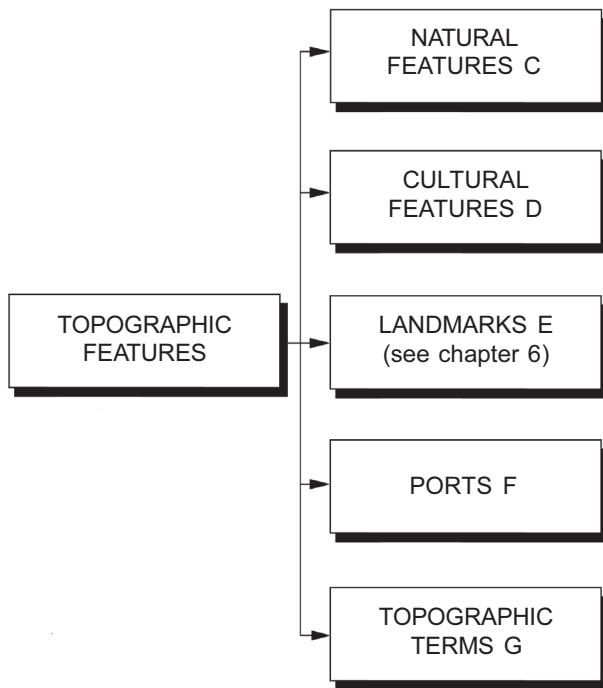 NATURAL
FEATURES C
CULTURAL
FEATURES D
TOPOGRAPHIC
FEATURES
LANDMARKS E
(see chapter 6)
PORTS F
TOPOGRAPHIC
TERMS G